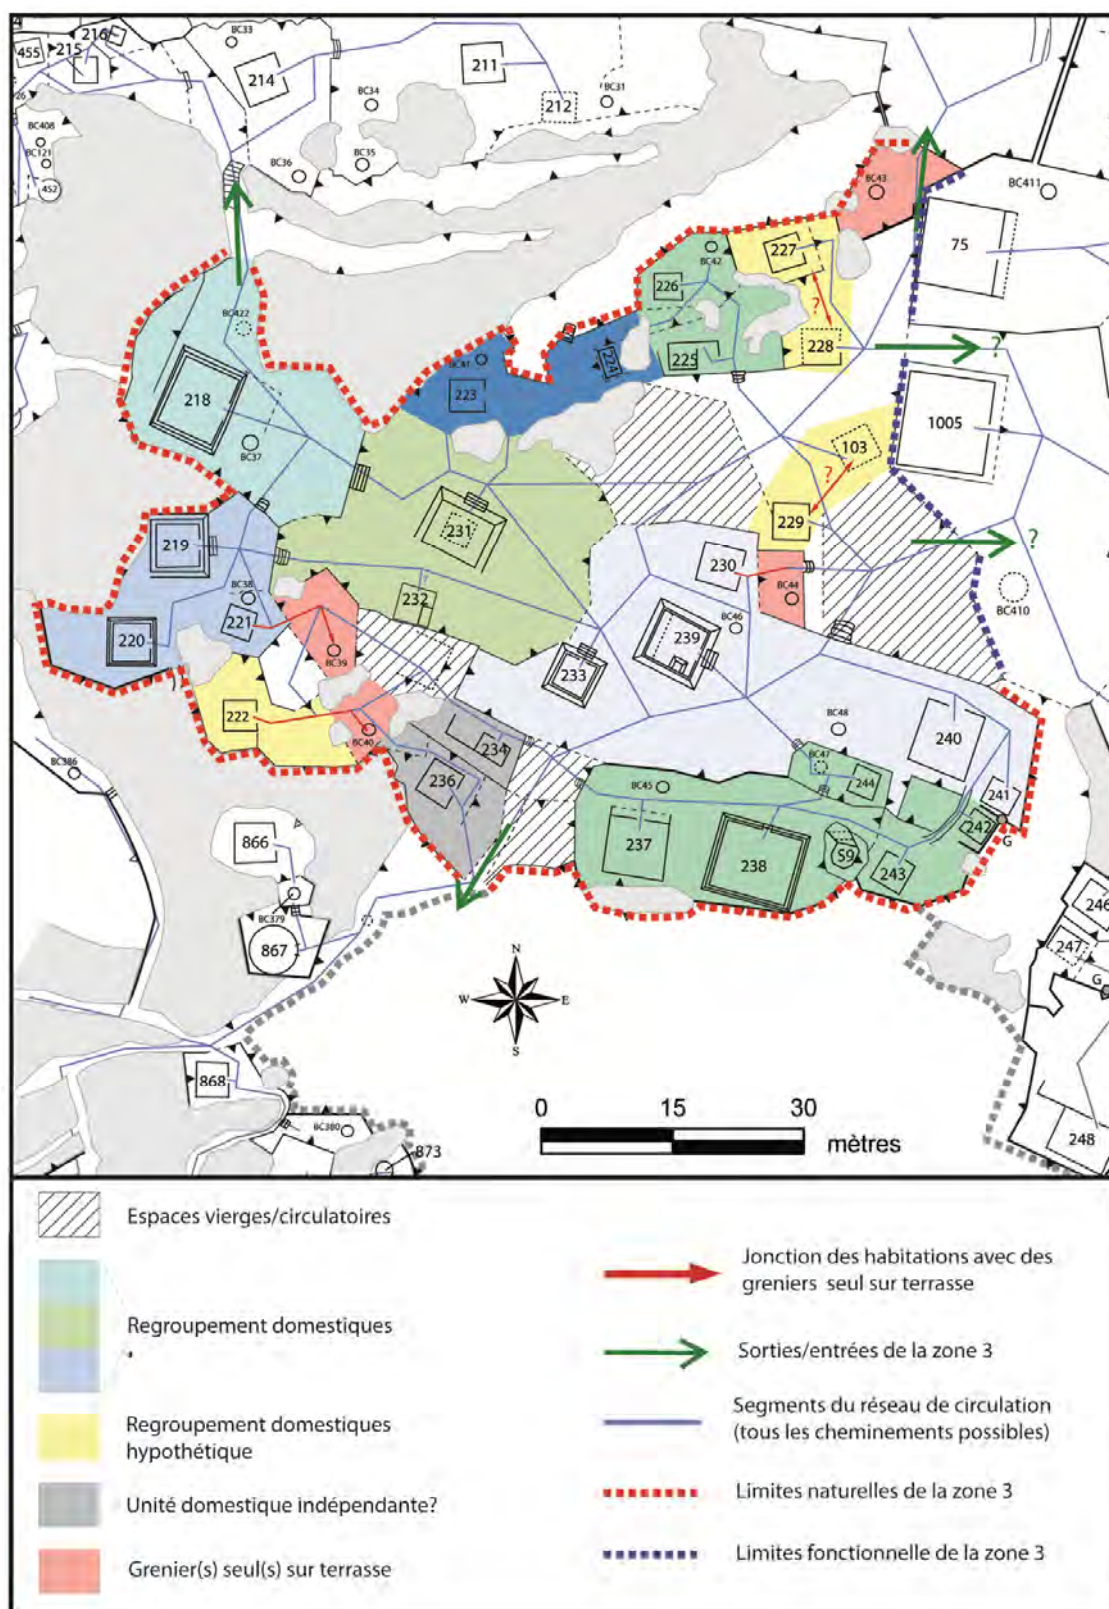 216
BC33
215
455
214
211
212
BC31
BC34
26
BC408
BC121
452
BC36
BC35
BC43
BC411
227
75
BC42
226
?
BC422
228
?
225
224
BC41
223
218
1005
103
BC37
?
231
229
219
230
?
BC38
BC44
BC410
221
232
BC46
239
220
BC39
233
222
BC40
BC48
240
234
BC386
BC47
236
244
241
BC45
242
866
237
G
238
S9
243
BC379
246
867
247
N
G
W
E
S
868
0
15
30
mètres
BC380
873
248
Espaces vierges/circulatoires
Regroupement domestiques
Regroupement domestiques
hypothétique
Unité domestique indépendante?
Grenier(s) seul(s) sur terrasse
Jonction des habitations avec des
greniers seul sur terrasse
Sorties/entrées de la zone 3
Segments du réseau de circulation
(tous les cheminements possibles)
Limites naturelles de la zone 3
Limites fonctionnelle de la zone 3